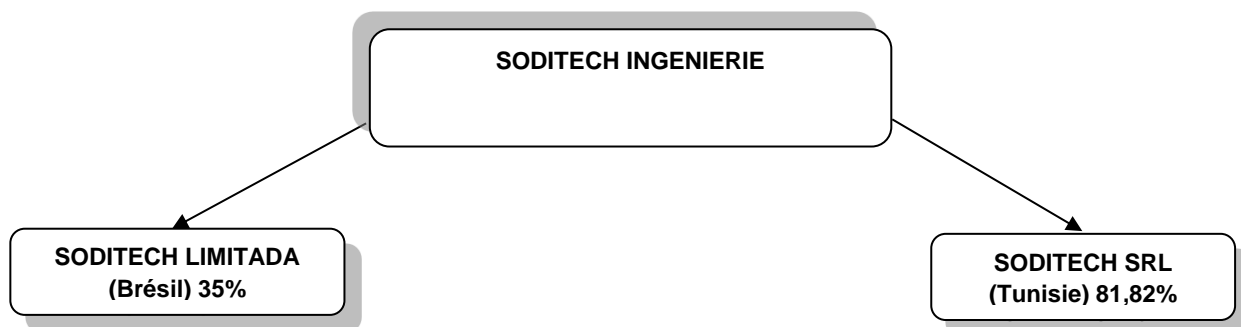 SODITECH INGENIERIE
SODITECH LIMITADA
(Brésil) 35%
SODITECH SRL
(Tunisie) 81,82%